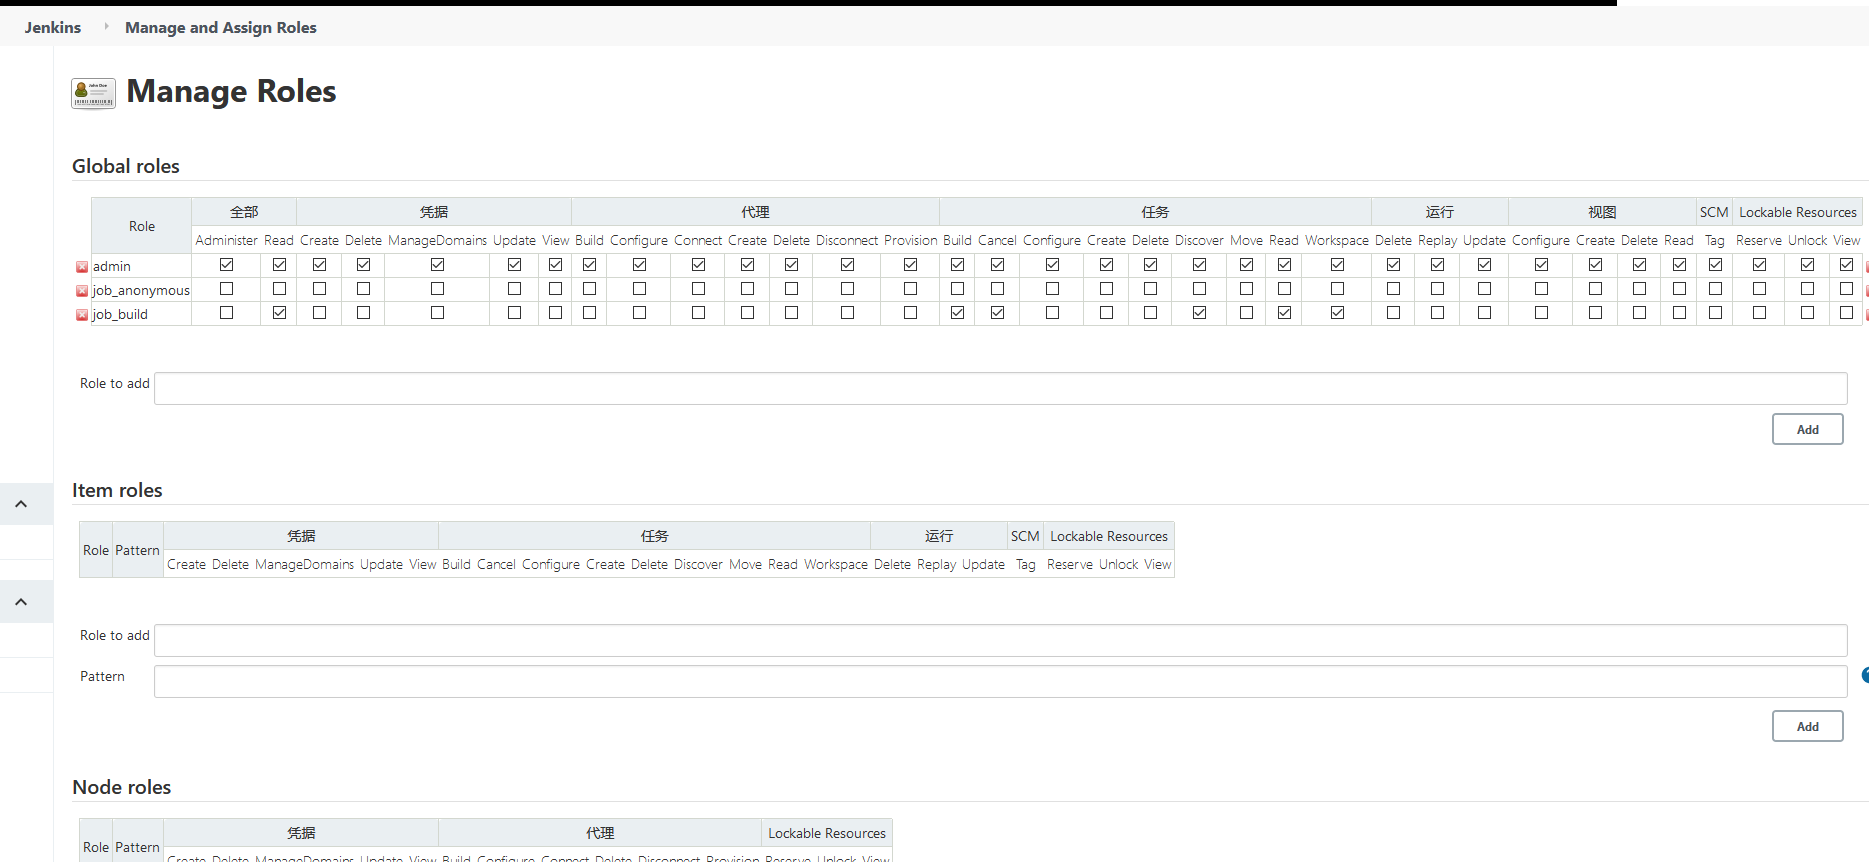 Jenkins Manage and Assign Roles
John Doe
Manage Roles
Global roles
Role 全部 凭据 代理 任务 运行 视图 SCM Lockable Resources
Administer Read Create Delete ManageDomains Update View Build Configure Connect Create Delete Disconnect Provision Build Cancel Configure Create Delete Discover Move Read Workspace Delete Replay Update Configure Create Delete Read Tag Reserve Unlock View
admin
job_anonymous
job_build
Role to add
Add
Item roles
Role Pattern 凭据 任务 运行 SCM Lockable Resources
Create Delete ManageDomains Update View Build Cancel Configure Create Delete Discover Move Read Workspace Delete Replay Update Tag Reserve Unlock View
Role to add
Pattern
Add
Node roles
Role Pattern 凭据 代理 Lockable Resources
Create Delete ManageDomains Update View Build Configure Connect Delete Disconnect Provision Reserve Unlock View